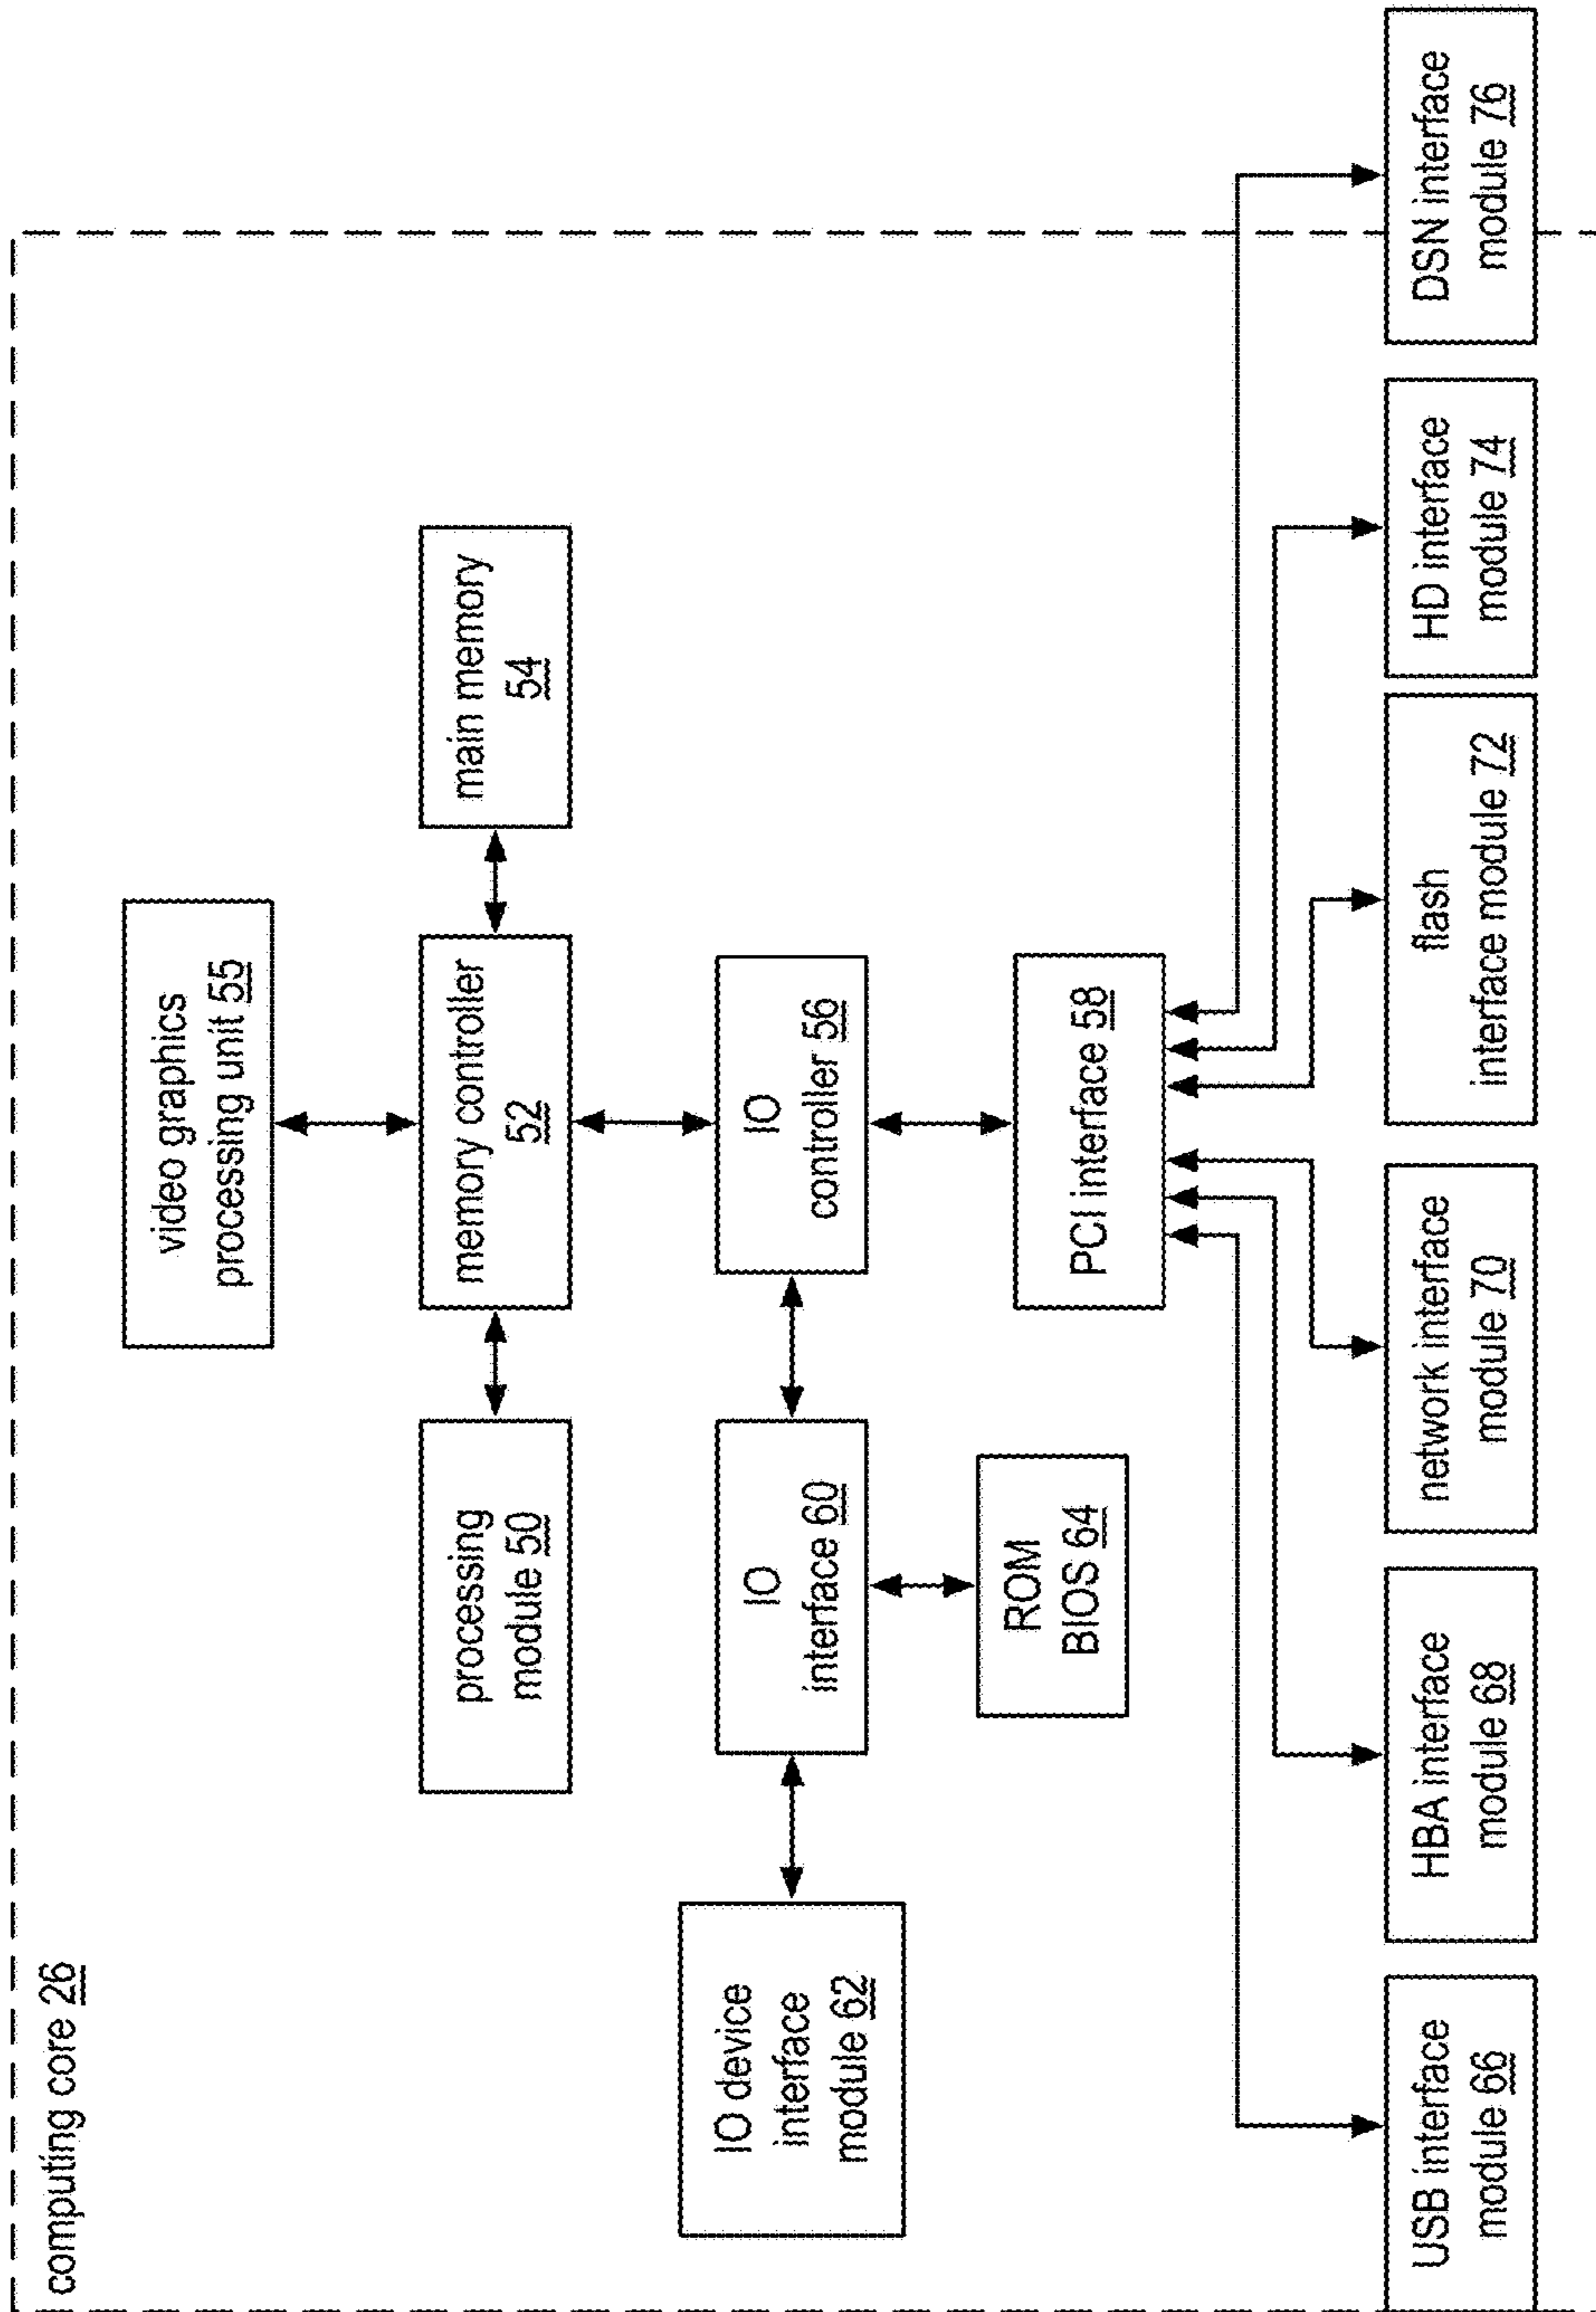 computing core 26
video graphics
processing unit 55
processing
module 50
memory controller
52
main memory
54
IO device
interface
module 62
IO
interface 60
IO
controller 56
ROM
BIOS 64
PCI interface 58
USB interface
module 66
HBA interface
module 68
network interface
module 70
flash
interface module 72
HD interface
module 74
DSN interface
module 76